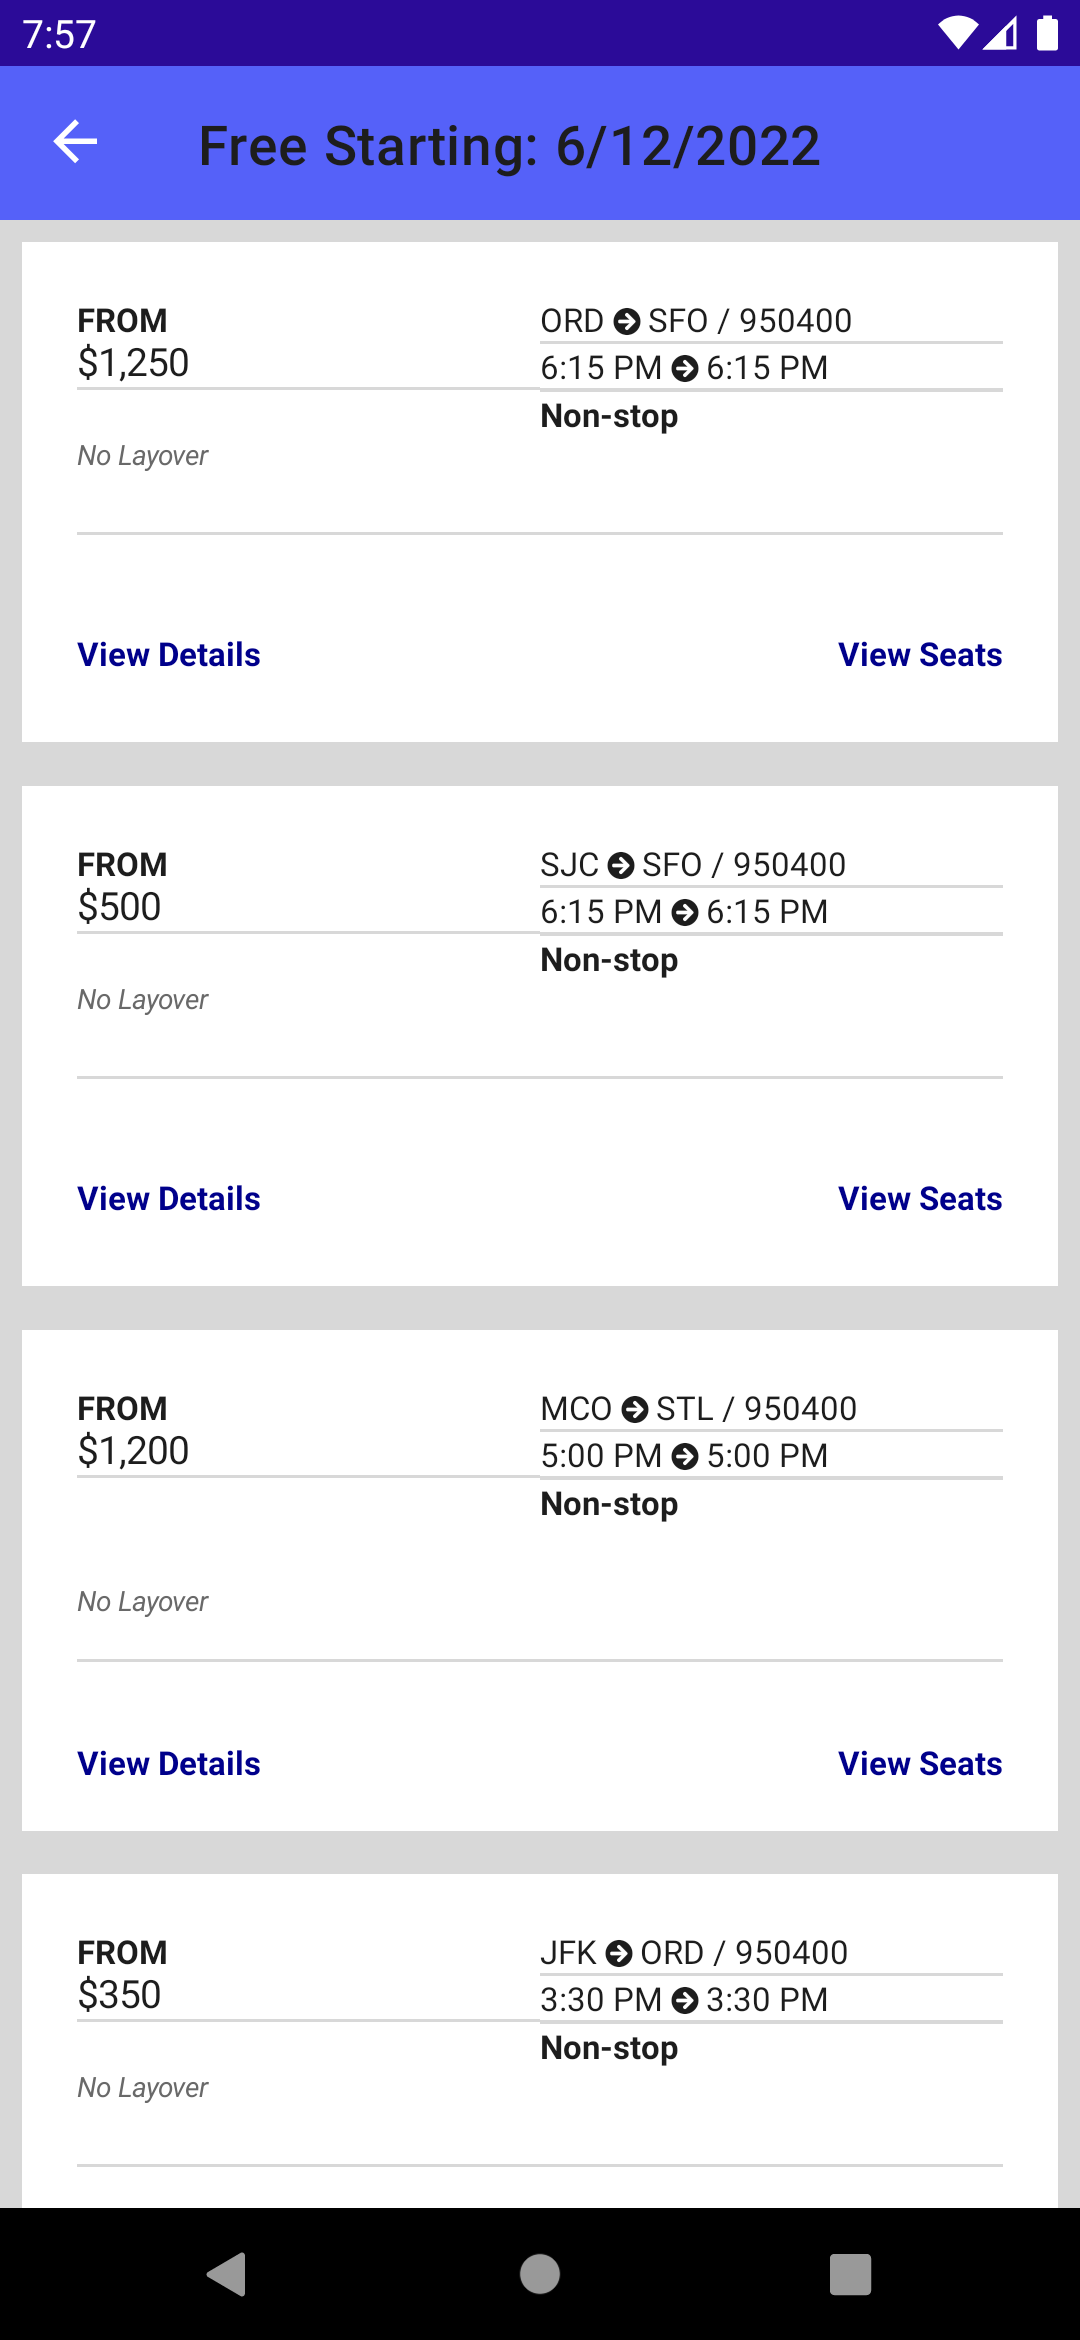 7:57
Free Starting: 6/12/2022
FROM
$1,250
ORD SFO / 950400
6:15 PM 6:15 PM
Non-stop
No Layover
View Details
View Seats
FROM
$500
SJC SFO / 950400
6:15 PM 6:15 PM
Non-stop
No Layover
View Details
View Seats
FROM
$1,200
MCO STL / 950400
5:00 PM 5:00 PM
Non-stop
No Layover
View Details
View Seats
FROM
$350
JFK ORD / 950400
3:30 PM 3:30 PM
Non-stop
No Layover